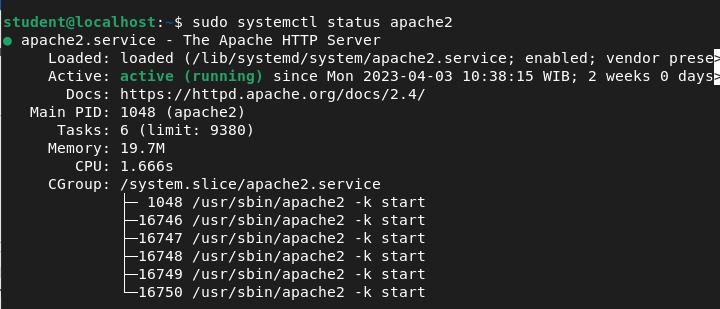 student@localhost:~$ sudo systemctl status apache2
● apache2.service - The Apache HTTP Server
Loaded: loaded (/lib/systemd/system/apache2.service; enabled; vendor prese>
Active: active (running) since Mon 2023-04-03 10:38:15 WIB; 2 weeks 0 days>
Docs: https://httpd.apache.org/docs/2.4/
Main PID: 1048 (apache2)
Tasks: 6 (limit: 9380)
Memory: 19.7M
CPU: 1.666s
CGroup: /system.slice/apache2.service
├─ 1048 /usr/sbin/apache2 -k start
├─16746 /usr/sbin/apache2 -k start
├─16747 /usr/sbin/apache2 -k start
├─16748 /usr/sbin/apache2 -k start
├─16749 /usr/sbin/apache2 -k start
└─16750 /usr/sbin/apache2 -k start